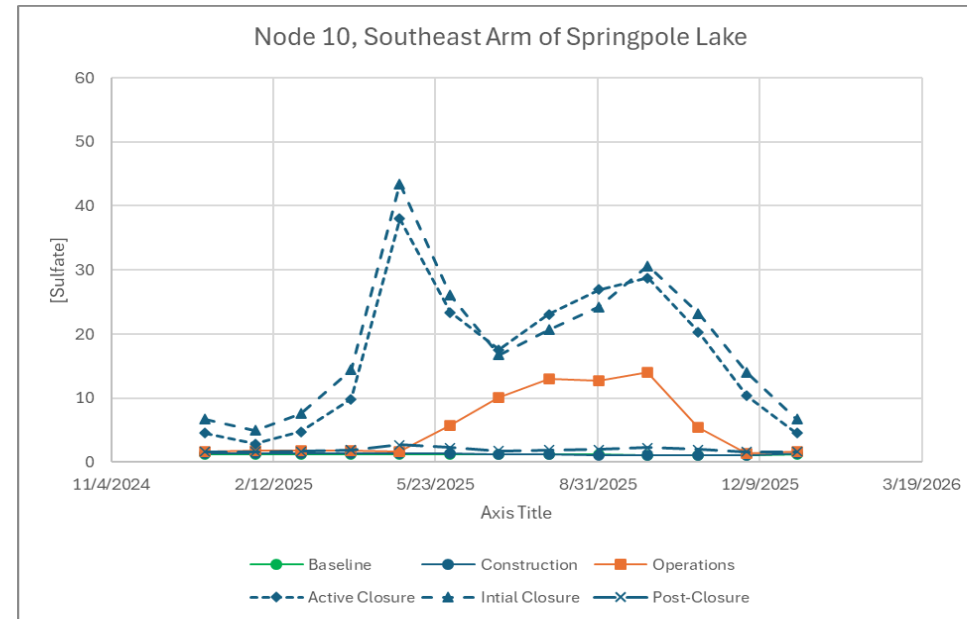 Node 10, Southeast Arm of Springpole Lake
60
50
40
30
20
10
0
[Sulfate]
11/4/2024 2/12/2025 5/23/2025 8/31/2025 12/9/2025 3/19/2026
Axis Title
Baseline Construction Operations
Active Closure Intial Closure Post-Closure